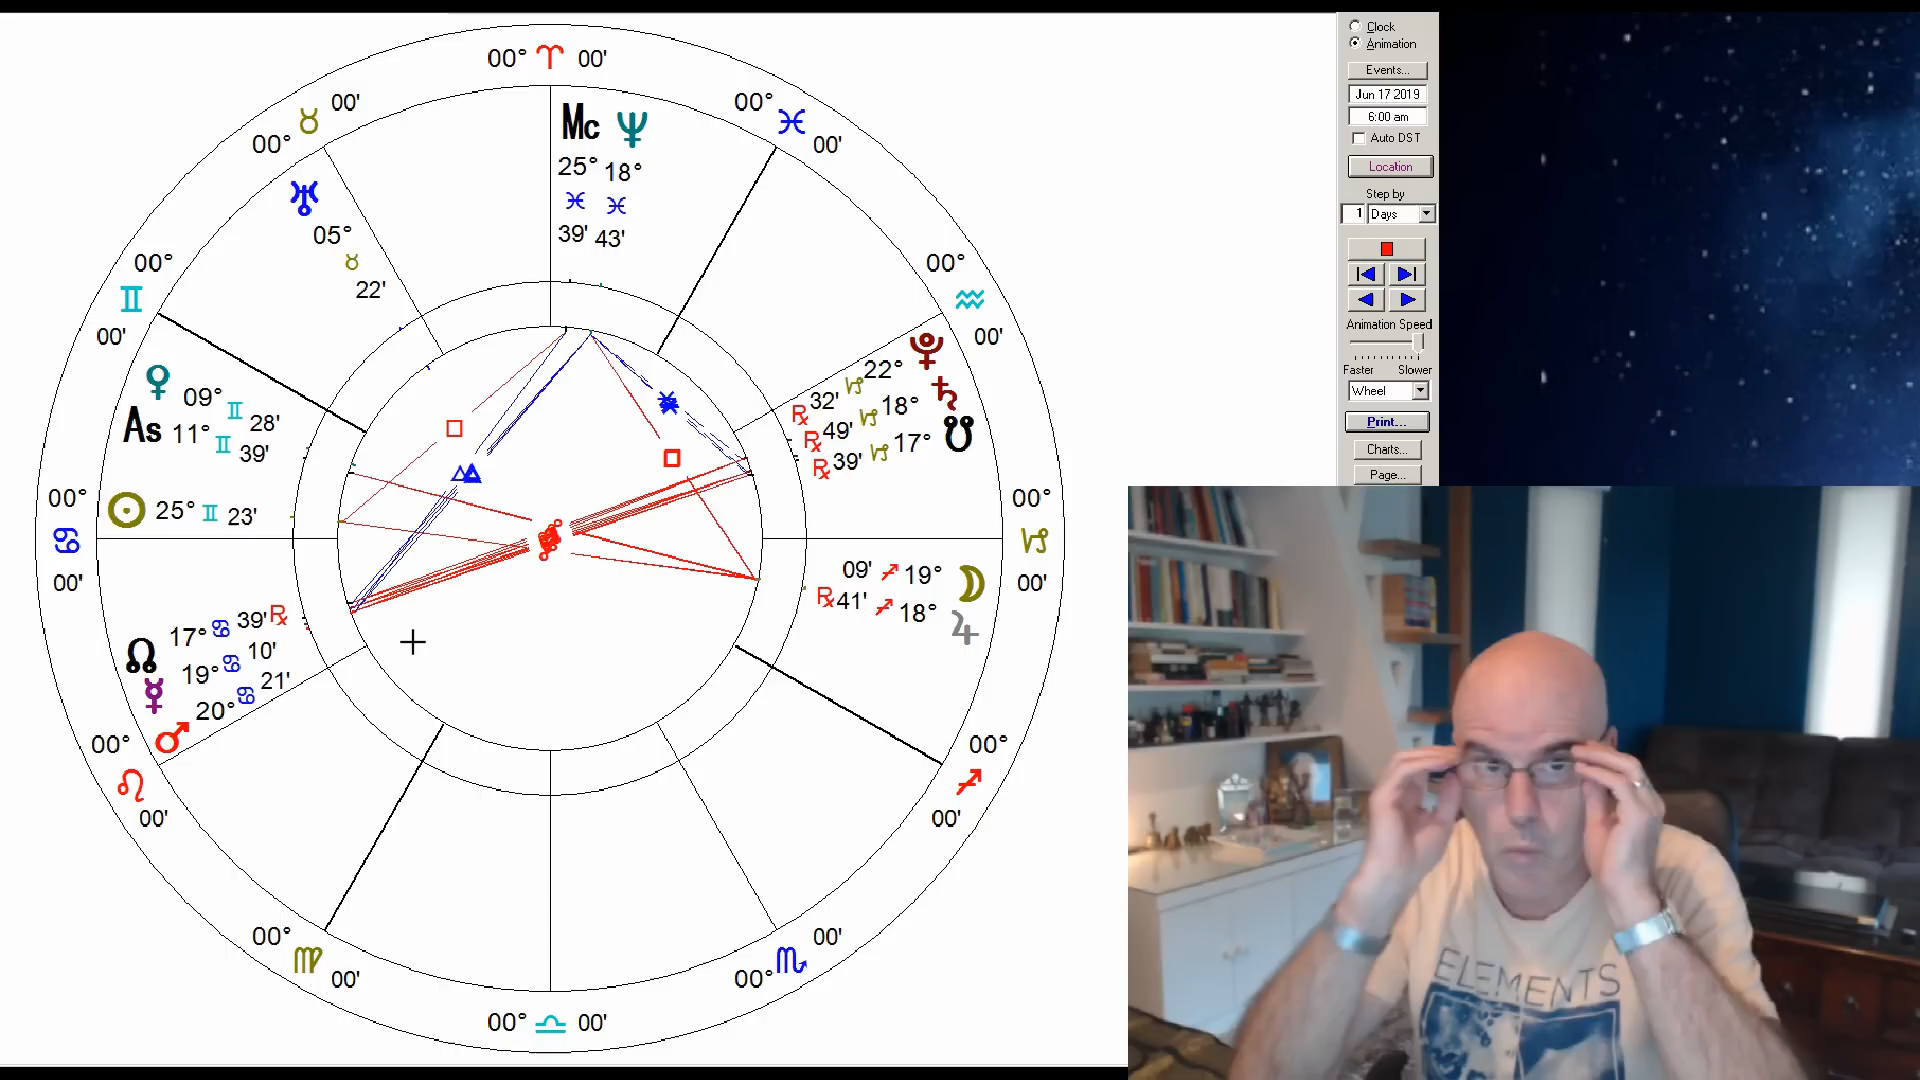 00° ♈ 00'
00° ♉ 00'
00° ♓ 00'
Mc ♆
25° 18°
♓ ♓
39' 43'
♅
05°
♉
22'
00° ♊ 00'
00° ♒ 00'
♀ 09° ♊ 28'
As 11° ♊ 39'
♇ 22° ♑ 32' ℞
♄ 18° ♑ 49' ℞
☋ 17° ♑ 39' ℞
00° ♋ 00'
☉ 25° ♊ 23'
00° ♑ 00'
☽ 19° ♐ 09'
♃ 18° ♐ 41' ℞
☊ 17° ♋ 39' ℞
☿ 19° ♋ 10'
♂ 20° ♋ 21'
00° ♌ 00'
00° ♐ 00'
00° ♍ 00'
00° ♏ 00'
00° ♎ 00'
Clock
Animation
Events...
Jun 17 2019
6:00 am
Auto DST
Location
Step by
1 Days
Animation Speed
Faster Slower
Wheel
Print...
Charts...
Page...
ELEMENTS